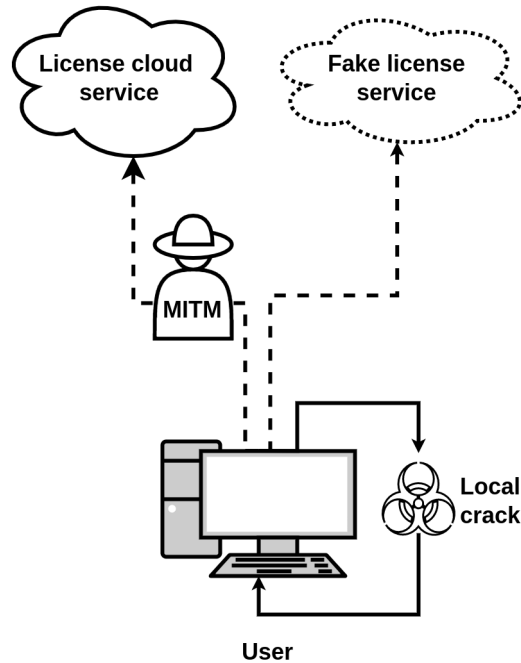 License cloud
service
Fake license
service
MITM
Local
crack
User